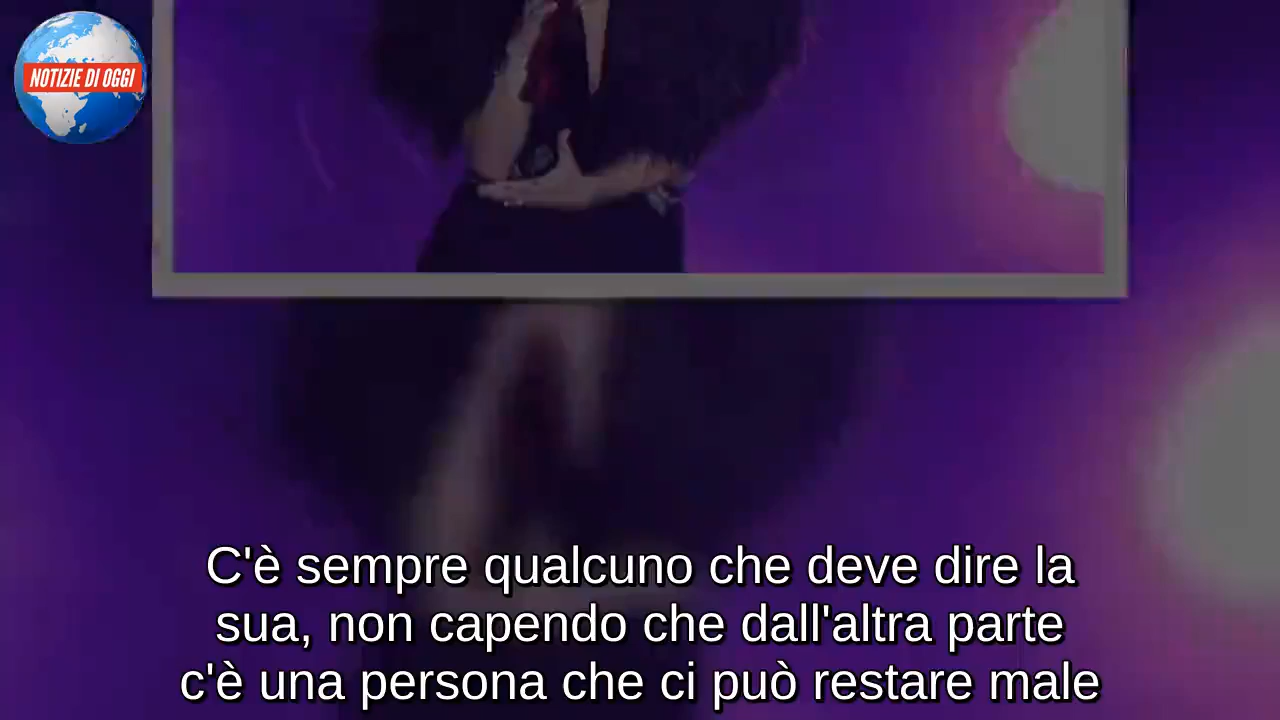 NOTIZIE DI OGGI
C'è sempre qualcuno che deve dire la
sua, non capendo che dall'altra parte
c'è una persona che ci può restare male